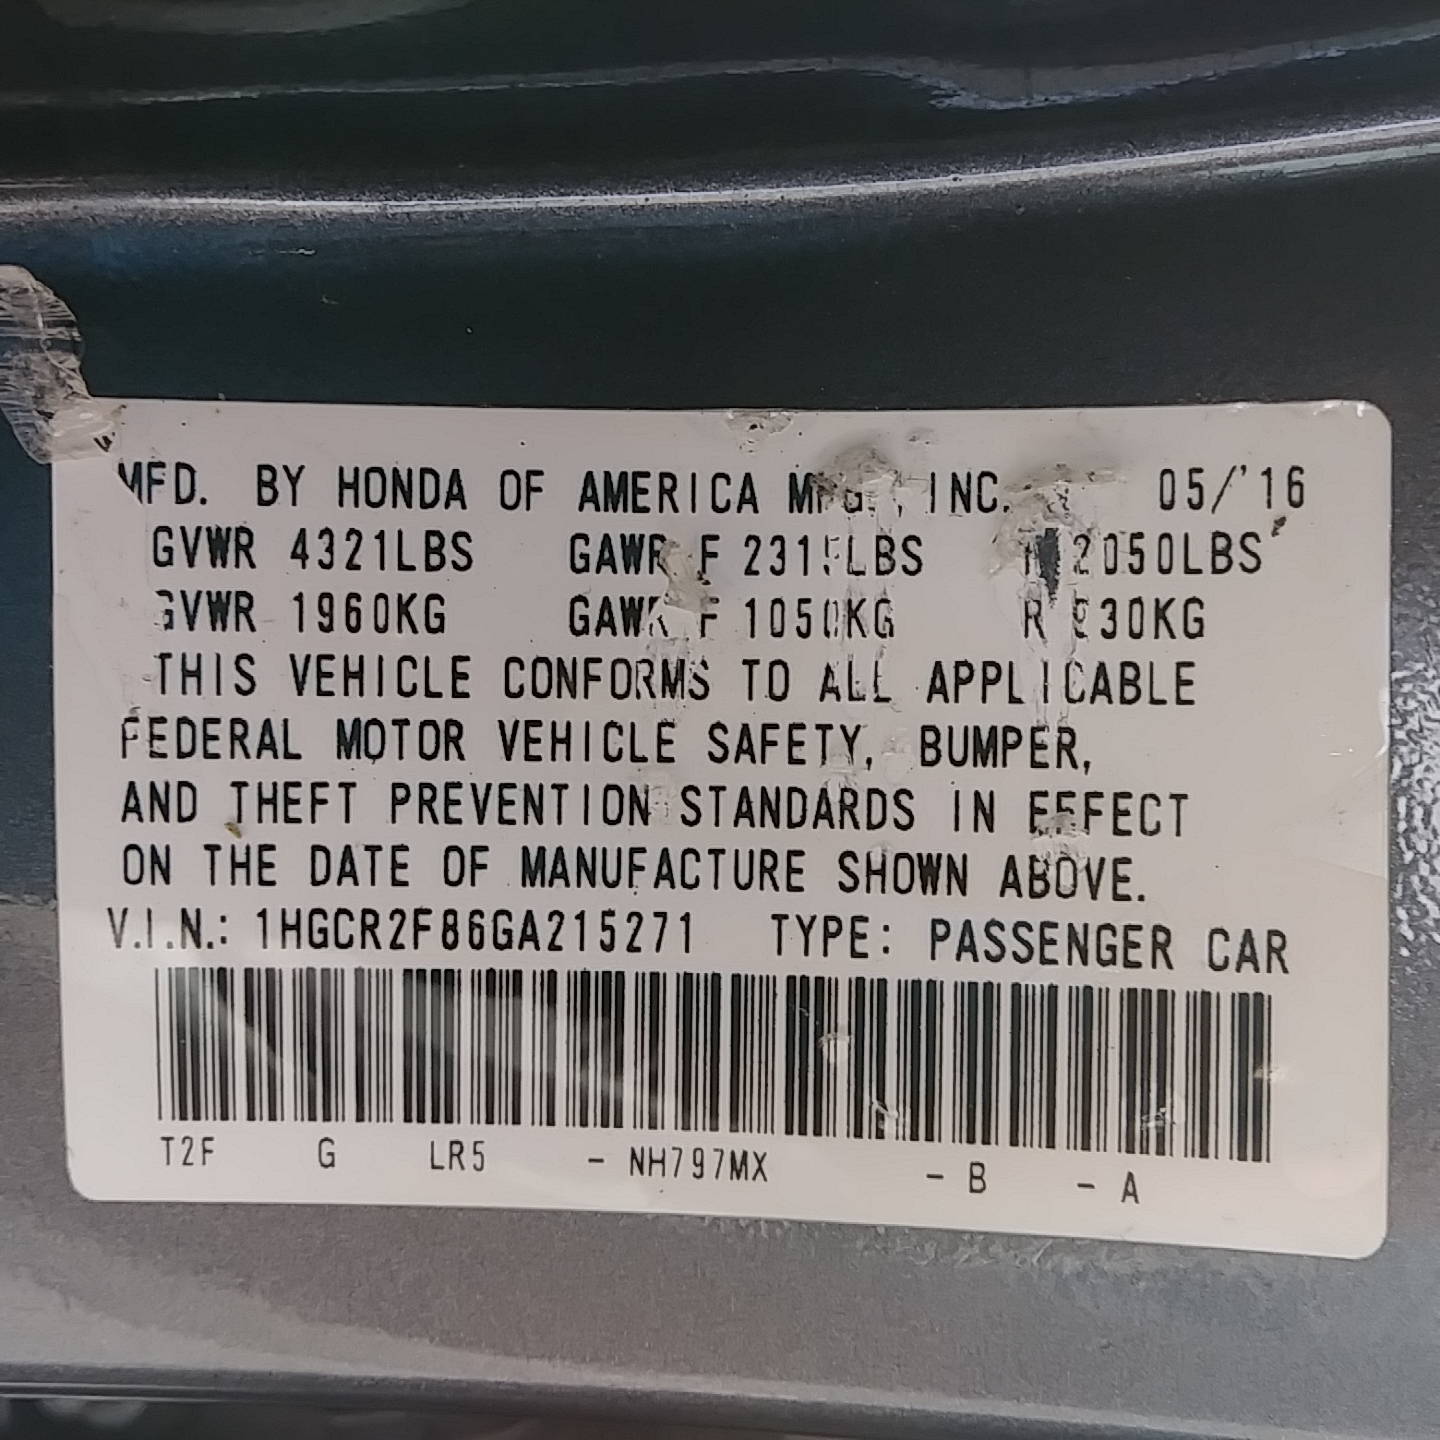 MFD. BY HONDA OF AMERICA MFG., INC. 05/'16
GVWR 4321LBS GAWR F 2315LBS R 2050LBS
GVWR 1960KG GAWR F 1050KG R 930KG
THIS VEHICLE CONFORMS TO ALL APPLICABLE
FEDERAL MOTOR VEHICLE SAFETY, BUMPER,
AND THEFT PREVENTION STANDARDS IN EFFECT
ON THE DATE OF MANUFACTURE SHOWN ABOVE.
V.I.N.: 1HGCR2F86GA215271 TYPE: PASSENGER CAR
T2F G LR5 - NH797MX - B - A